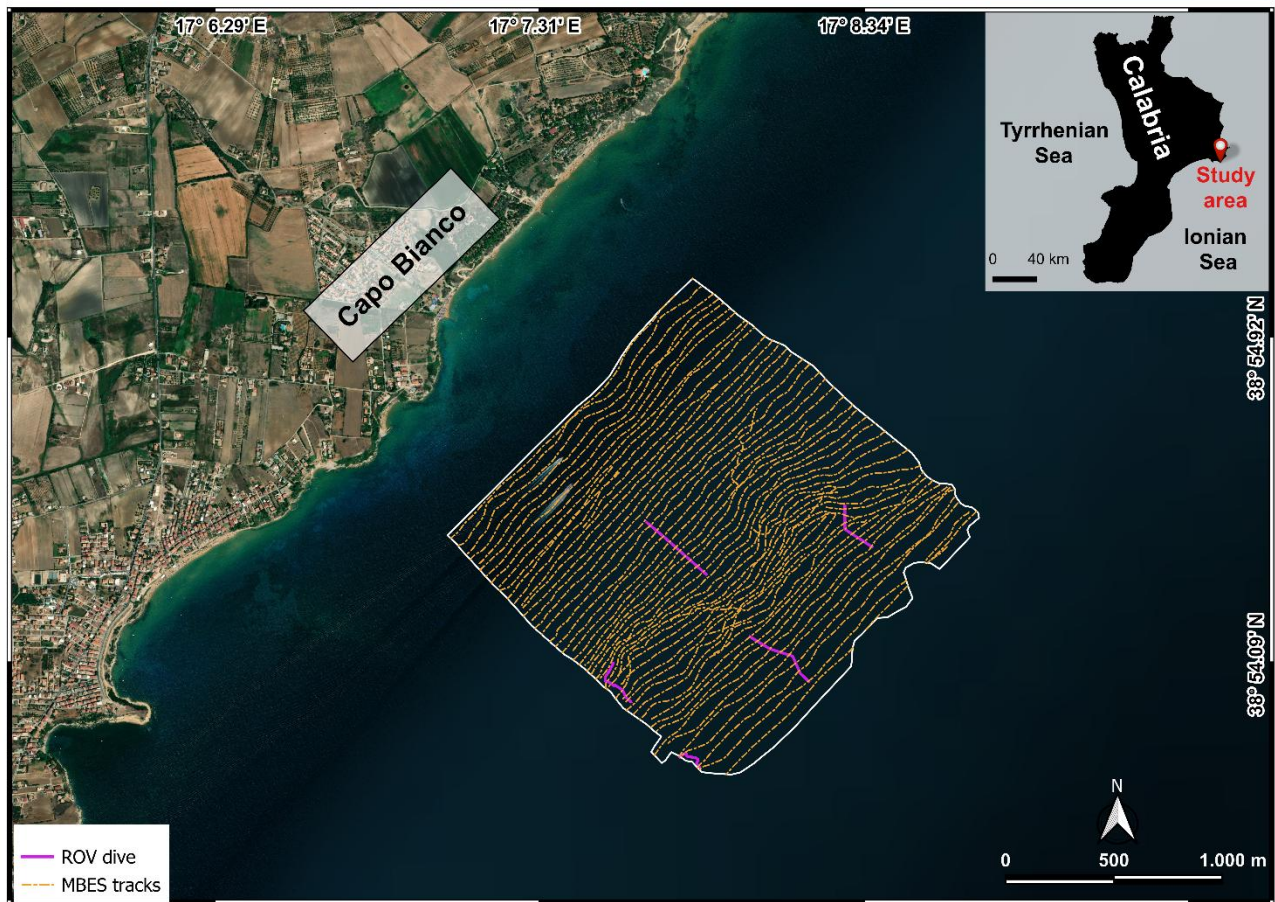 17° 6.29' E
17° 7.31' E
17° 8.34' E
Calabria
Tyrrhenian
Sea
Study
area
Ionian
Sea
0 40 km
Capo Bianco
38° 54.92' N
38° 54.09' N
N
0 500 1.000 m
ROV dive
MBES tracks